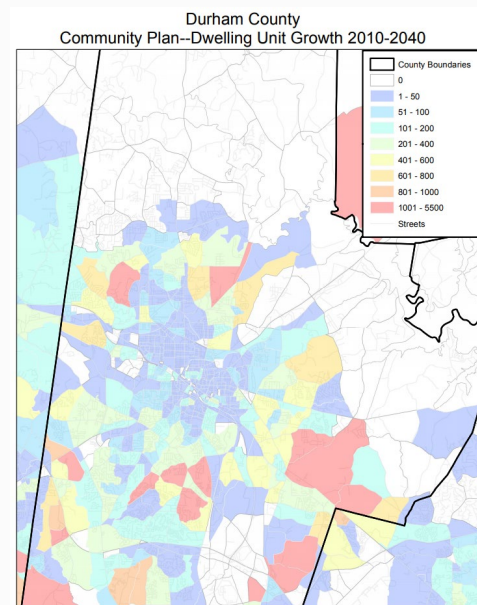 Durham County
Community Plan--Dwelling Unit Growth 2010-2040
County Boundaries
0
1 - 50
51 - 100
101 - 200
201 - 400
401 - 600
601 - 800
801 - 1000
1001 - 5500
Streets